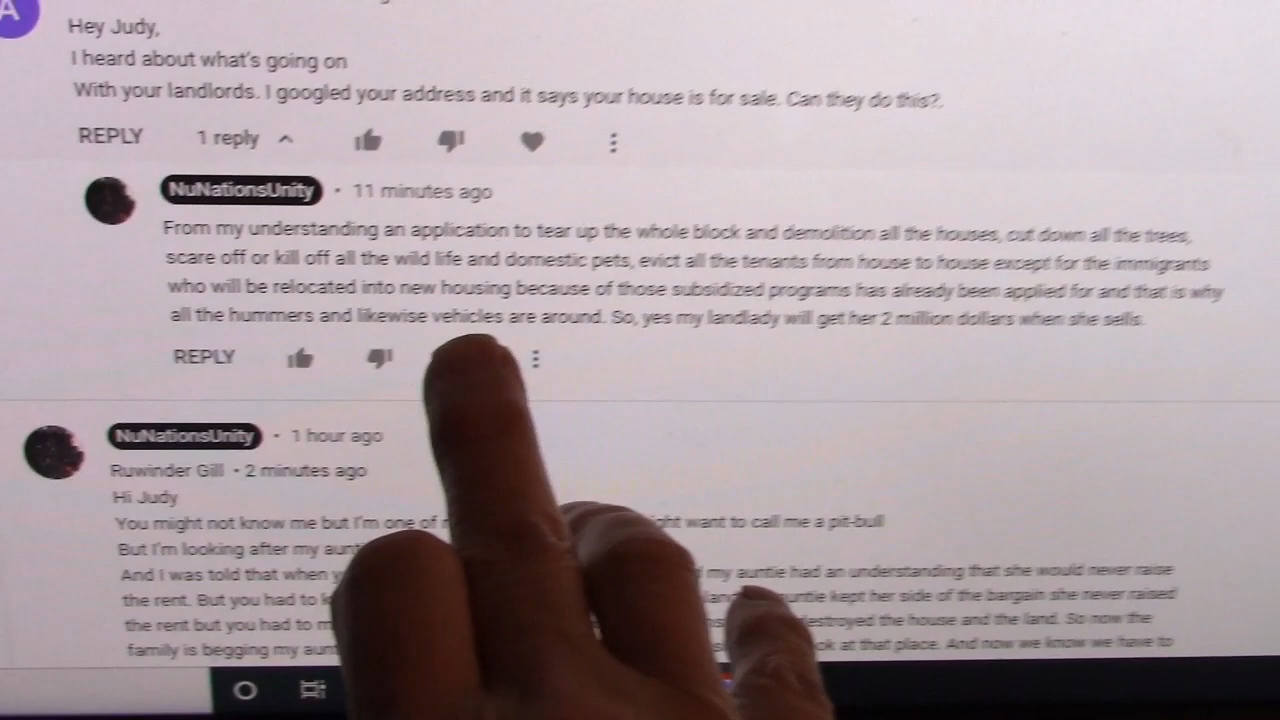 A
Hey Judy,
I heard about what's going on
With your landlords. I googled your address and it says your house is for sale. Can they do this?.
REPLY 1 reply
NuNationsUnity • 11 minutes ago
From my understanding an application to tear up the whole block and demolition all the houses, cut down all the trees,
scare off or kill off all the wild life and domestic pets, evict all the tenants from house to house except for the immigrants
who will be relocated into new housing because of those subsidized programs has already been applied for and that is why
all the hummers and likewise vehicles are around. So, yes my landlady will get her 2 million dollars when she sells.
REPLY
NuNationsUnity • 1 hour ago
Ruwinder Gill • 2 minutes ago
Hi Judy
You might not know me but I'm one of want to call me a pit-bull
But I'm looking after my
And I was told that when my auntie had an understanding that she would never raise
the rent. But you had to auntie kept her side of the bargain she never raised
the rent but you had to destroyed the house and the land. So now the
family is begging my look at that place. And now we know we have to